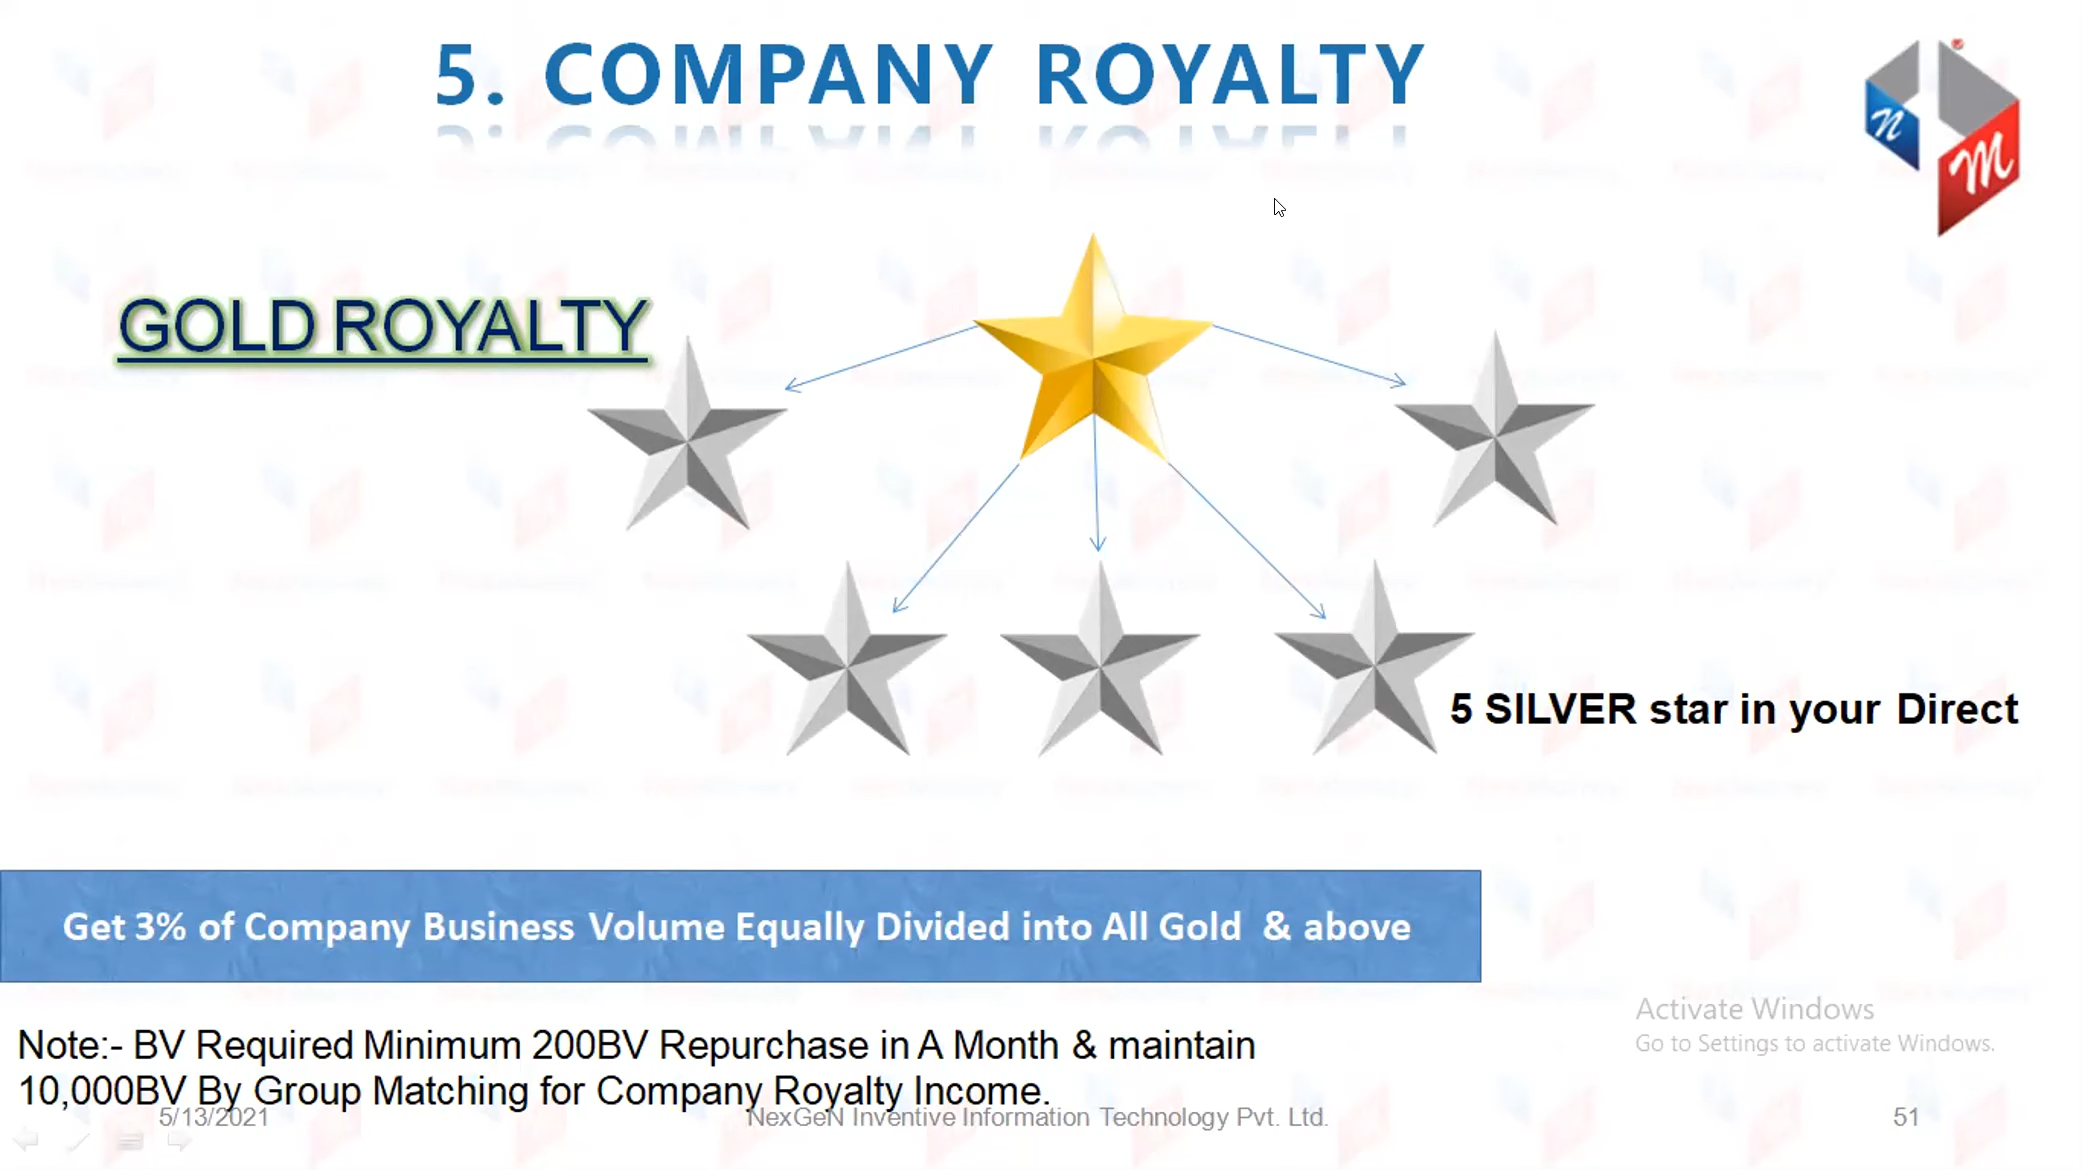 5. COMPANY ROYALTY
n
M
GOLD ROYALTY
5 SILVER star in your Direct
Get 3% of Company Business Volume Equally Divided into All Gold & above
Activate Windows
Go to Settings to activate Windows.
Note:- BV Required Minimum 200BV Repurchase in A Month & maintain
10,000BV By Group Matching for Company Royalty Income.
5/13/2021
NexGeN Inventive Information Technology Pvt. Ltd.
51